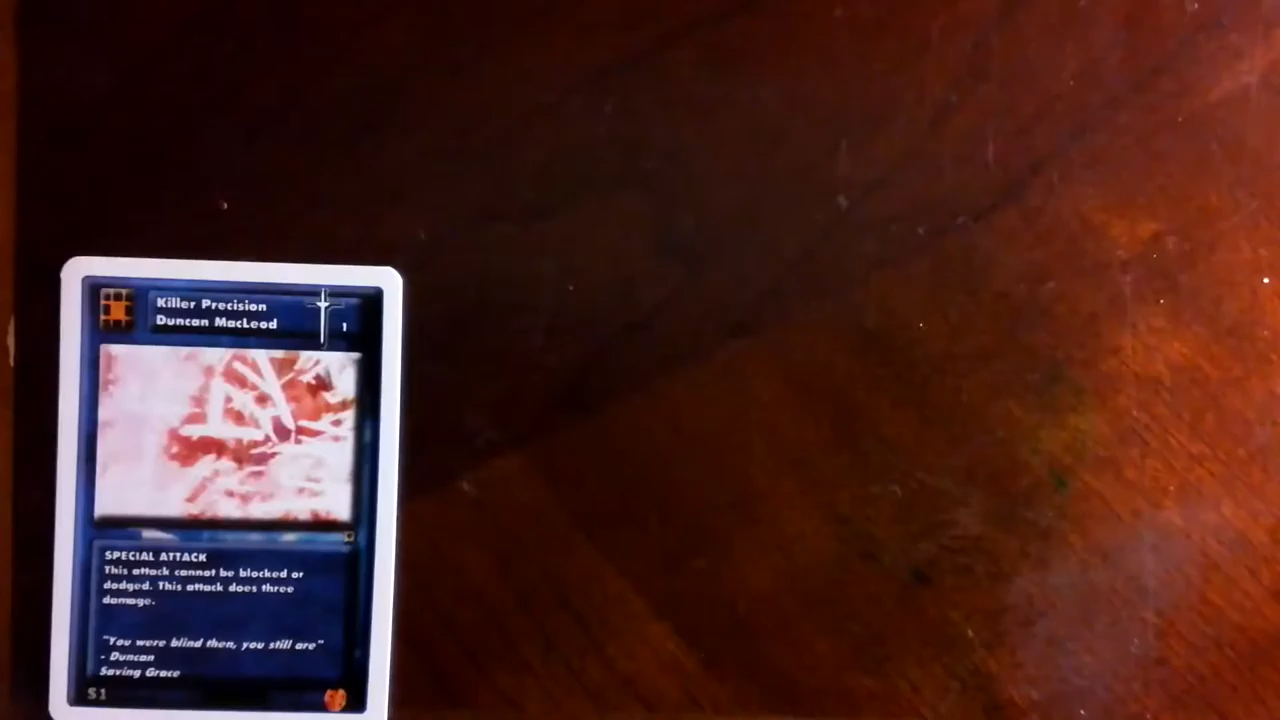 Killer Precision
Duncan MacLeod
1
SPECIAL ATTACK
This attack cannot be blocked or
dodged. This attack does three
damage.
"You were blind then, you still are"
- Duncan
Saving Grace
S1